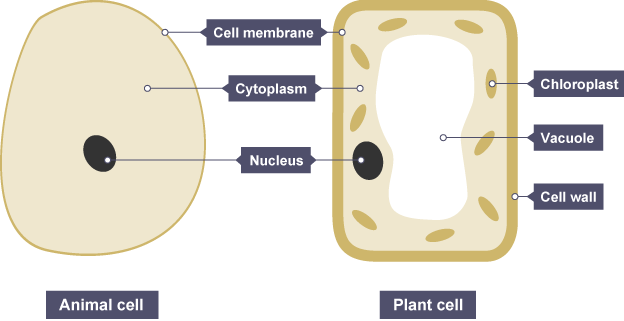 Cell membrane
Cytoplasm
Nucleus
Chloroplast
Vacuole
Cell wall
Animal cell
Plant cell